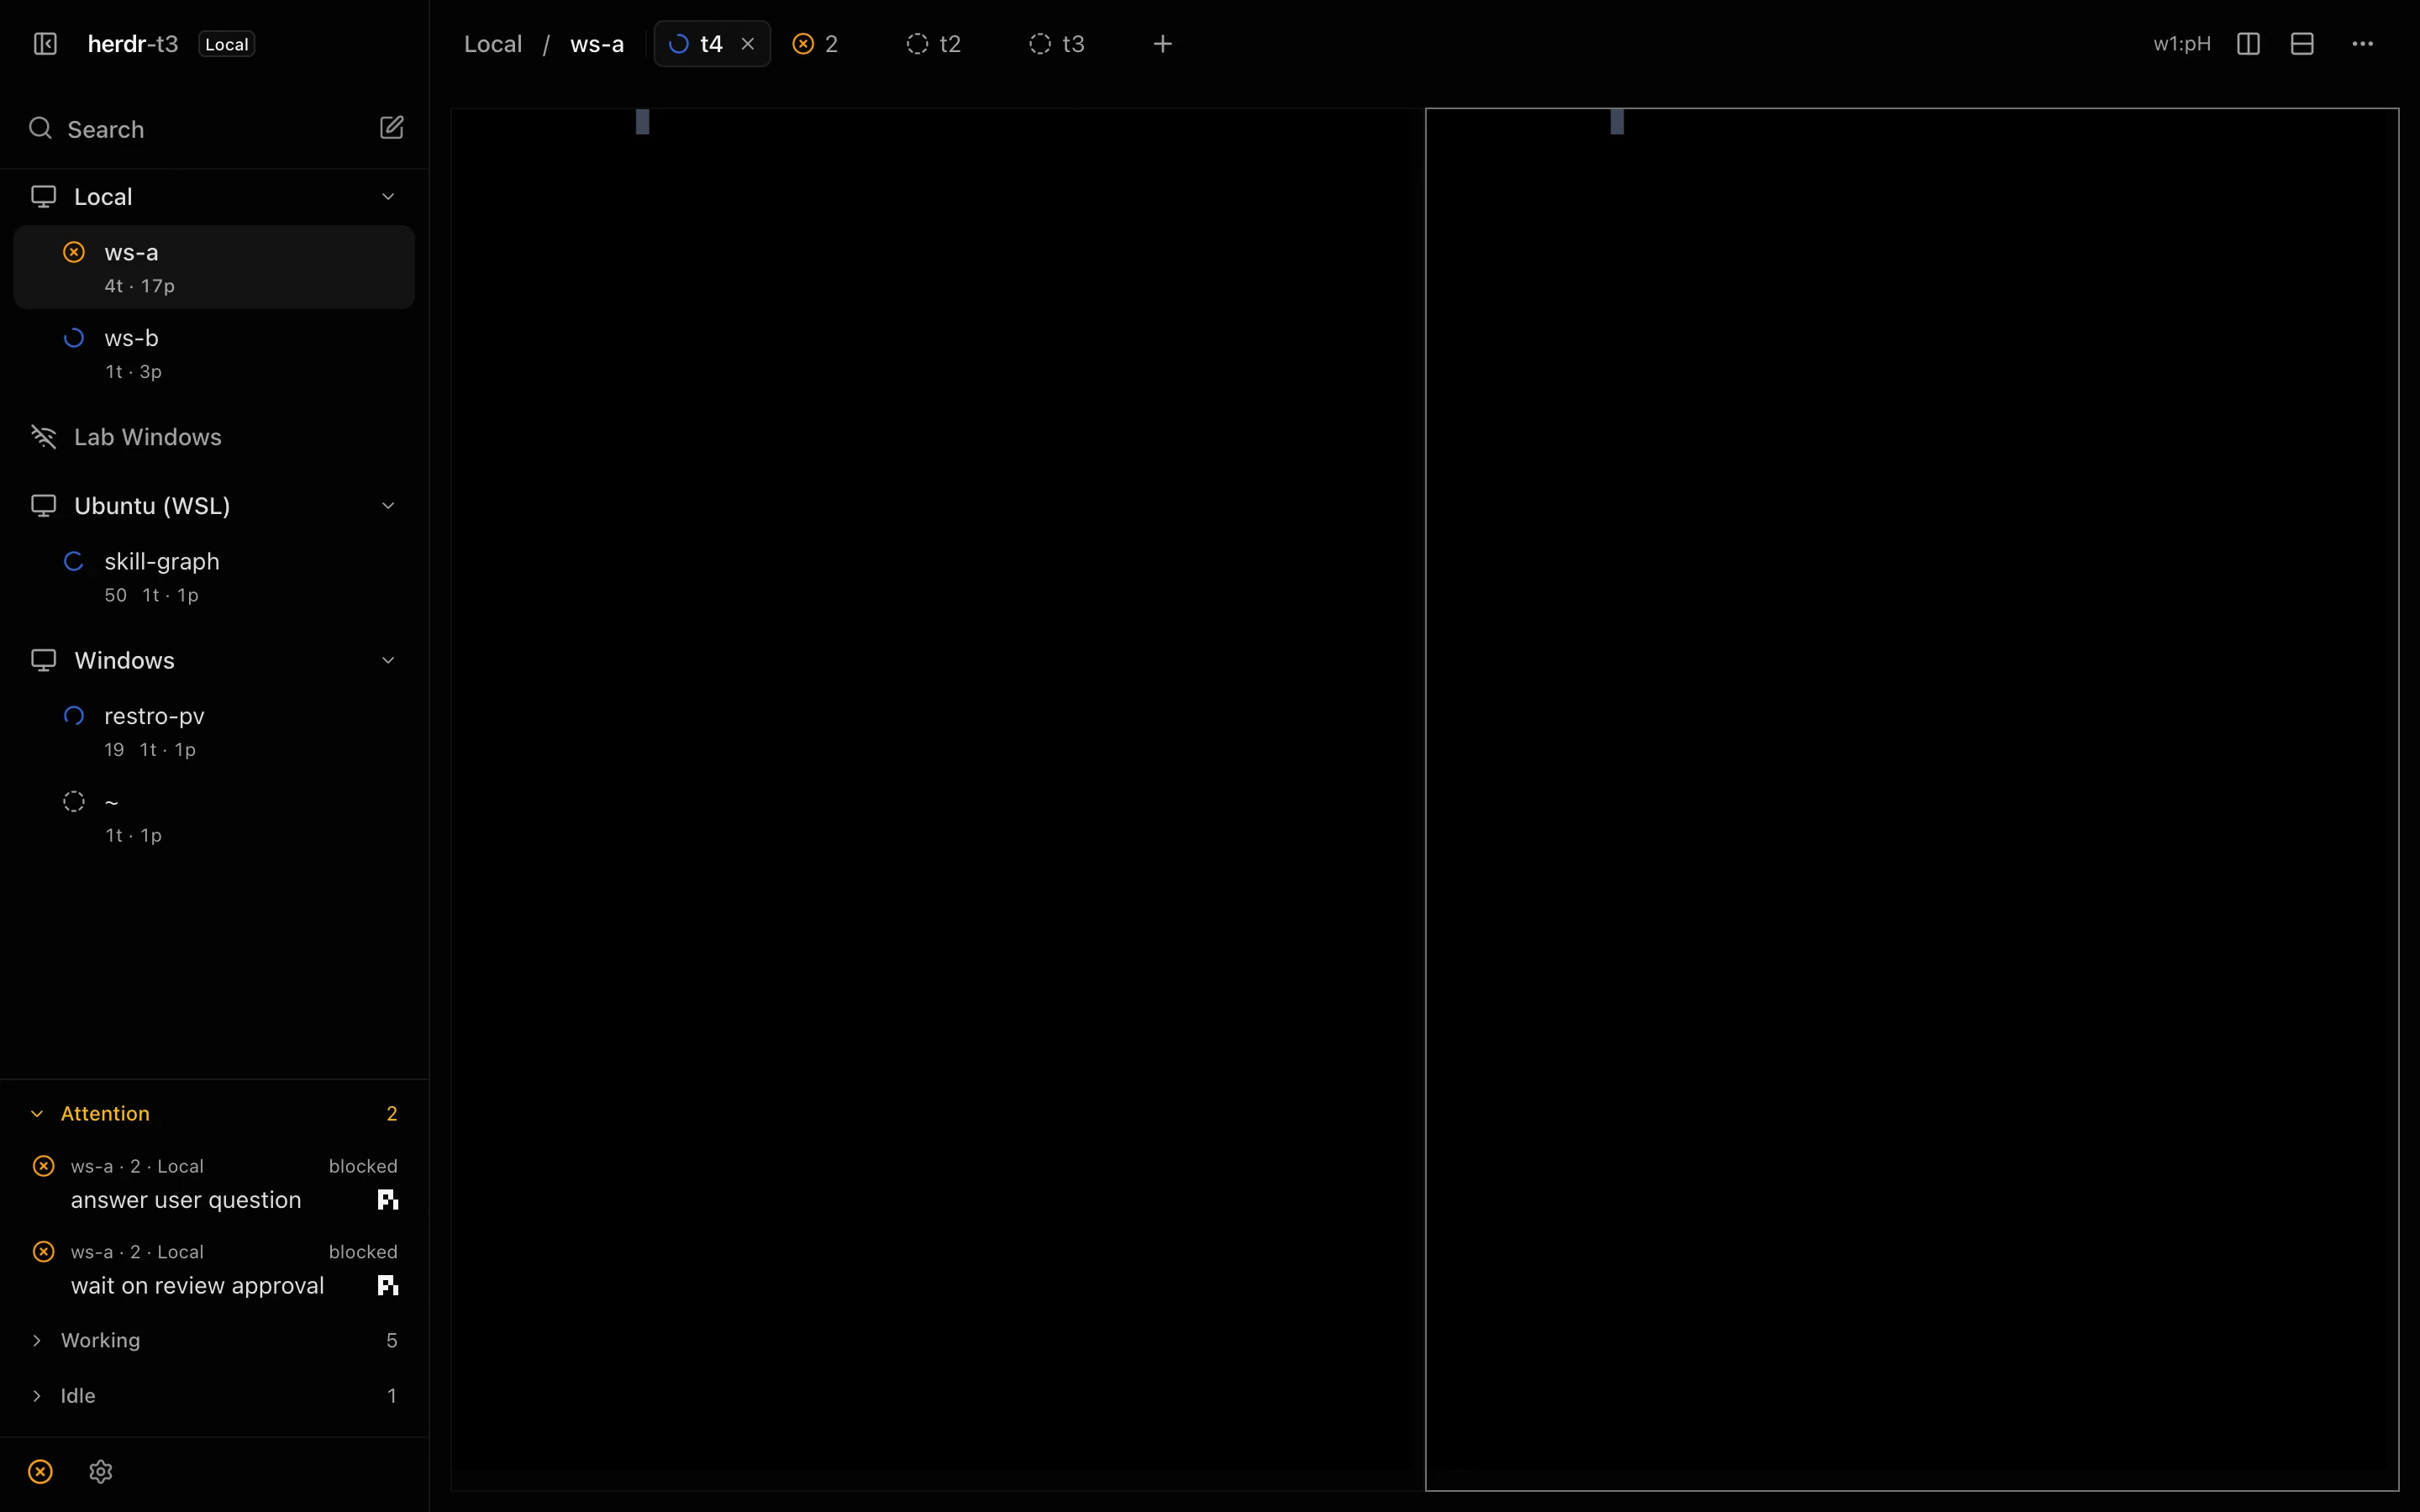 herdr-t3 Local
Search
Local
ws-a
4t · 17p
ws-b
1t · 3p
Lab Windows
Ubuntu (WSL)
skill-graph
50 1t · 1p
Windows
restro-pv
19 1t · 1p
~
1t · 1p
Attention 2
ws-a · 2 · Local blocked
answer user question
ws-a · 2 · Local blocked
wait on review approval
Working 5
Idle 1
Local / ws-a t4 2 t2 t3 w1:pH